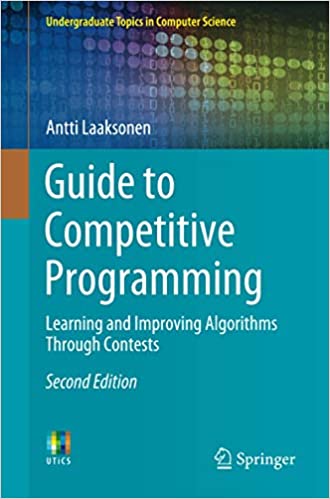 Undergraduate Topics in Computer Science
Antti Laaksonen
Guide to
Competitive
Programming
Learning and Improving Algorithms
Through Contests
Second Edition
UTiCS
Springer